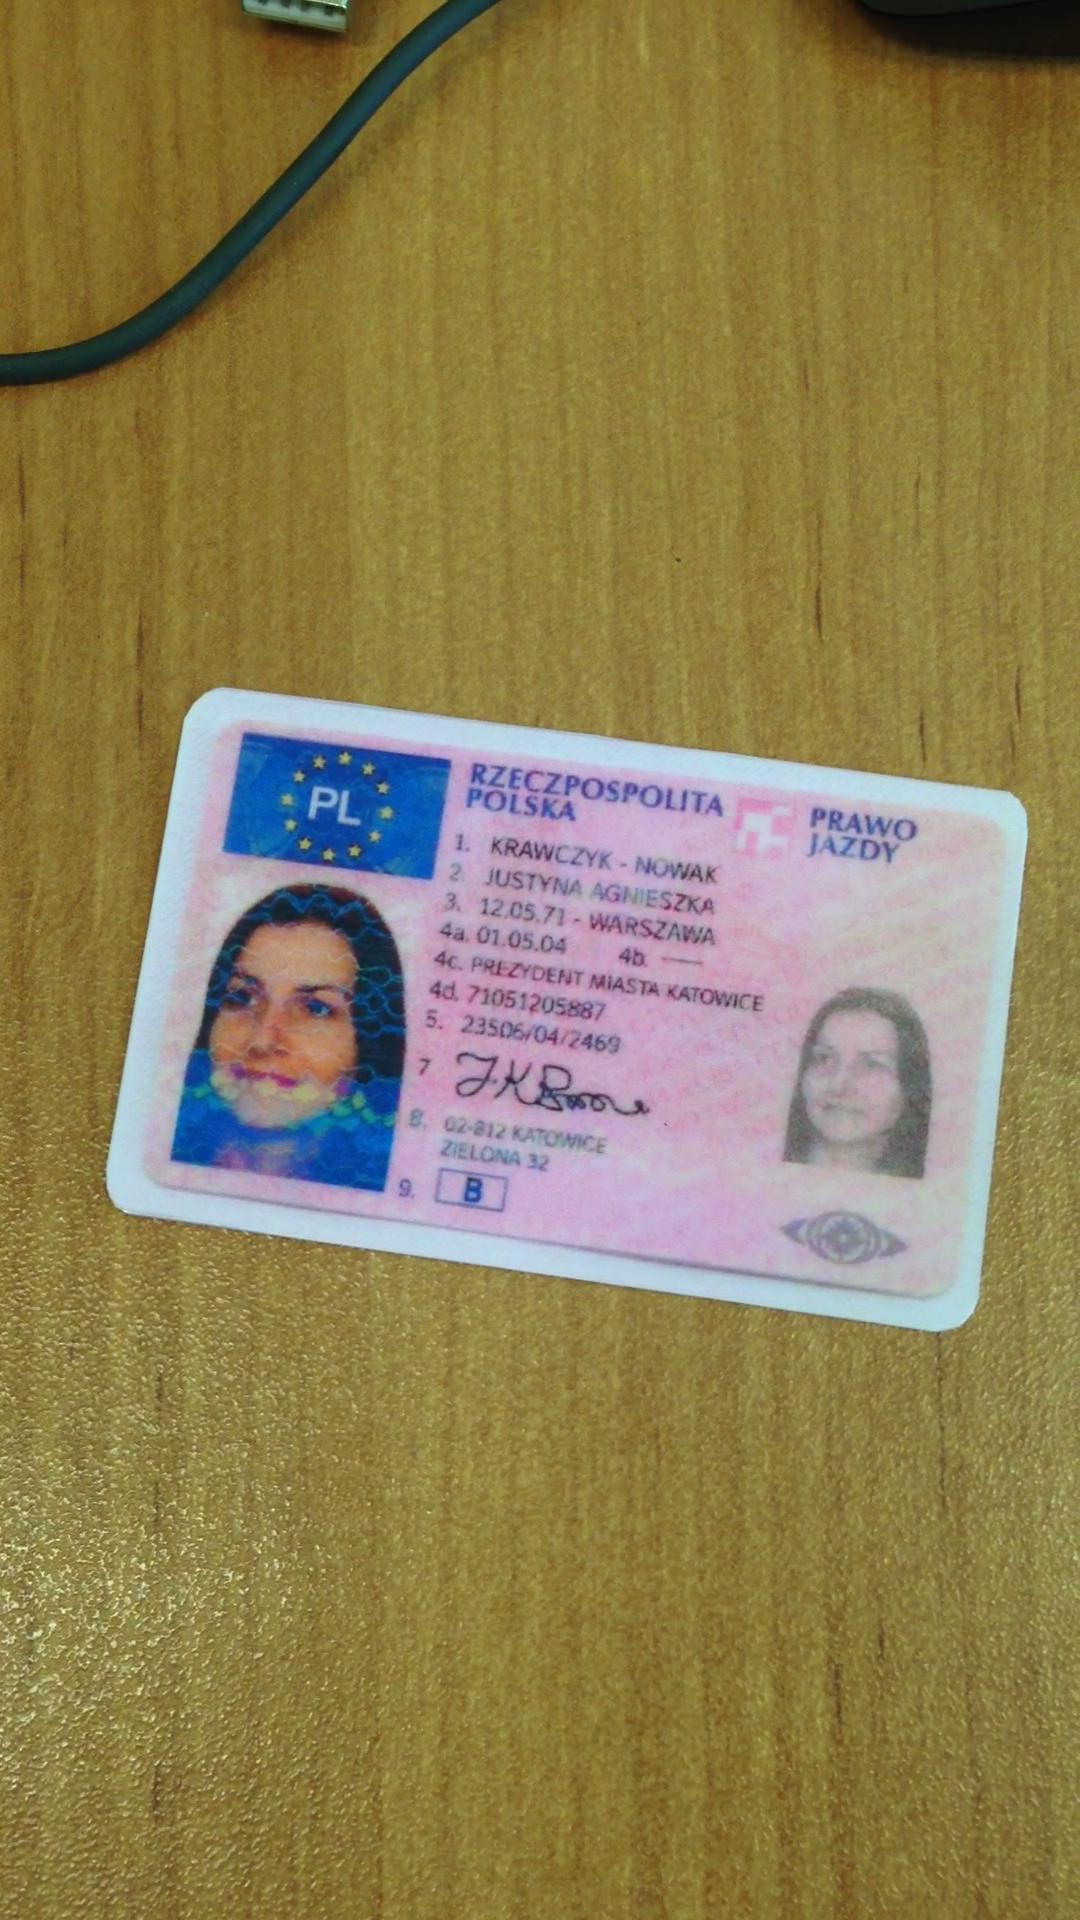 PL
RZECZPOSPOLITA
POLSKA
PRAWO
JAZDY
1. KRAWCZYK - NOWAK
2. JUSTYNA AGNIESZKA
3. 12.05.71 - WARSZAWA
4a. 01.05.04 4b. ——
4c. PREZYDENT MIASTA KATOWICE
4d. 71051205887
5. 23506/04/2469
7
8. 02-812 KATOWICE
ZIELONA 32
9. B